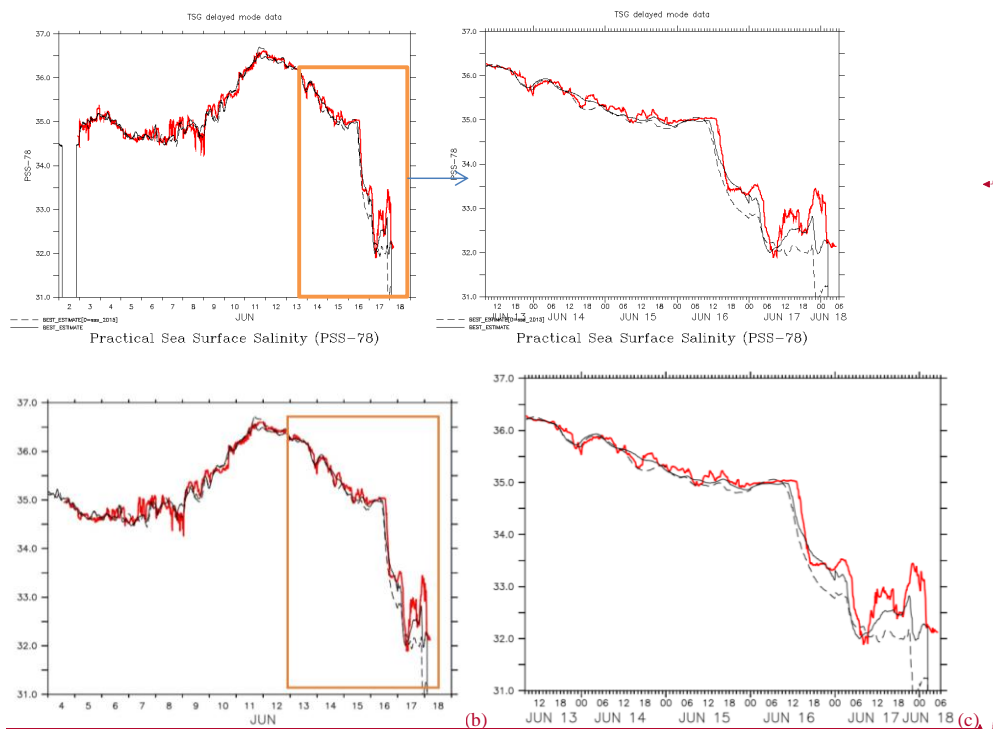 TSG delayed mode data
37.0
36.0
35.0
34.0
33.0
32.0
31.0
PSS-78
2 3 4 5 6 7 8 9 10 11 12 13 14 15 16 17 18
JUN
BEST_ESTIMATE[D=sss_2013]
BEST_ESTIMATE
Practical Sea Surface Salinity (PSS-78)
TSG delayed mode data
37.0
36.0
35.0
34.0
33.0
32.0
31.0
PSS-78
12 18 00 06 12 18 00 06 12 18 00 06 12 18 00 06 12 18 00 06
JUN 13 JUN 14 JUN 15 JUN 16 JUN 17 JUN 18
BEST_ESTIMATE[D=sss_2013]
BEST_ESTIMATE
Practical Sea Surface Salinity (PSS-78)
37.0
36.0
35.0
34.0
33.0
32.0
31.0
4 5 6 7 8 9 10 11 12 13 14 15 16 17 18
JUN
(b)
37.0
36.0
35.0
34.0
33.0
32.0
31.0
12 18 00 06 12 18 00 06 12 18 00 06 12 18 00 06 12 18 00 06
JUN 13 JUN 14 JUN 15 JUN 16 JUN 17 JUN 18
(c)